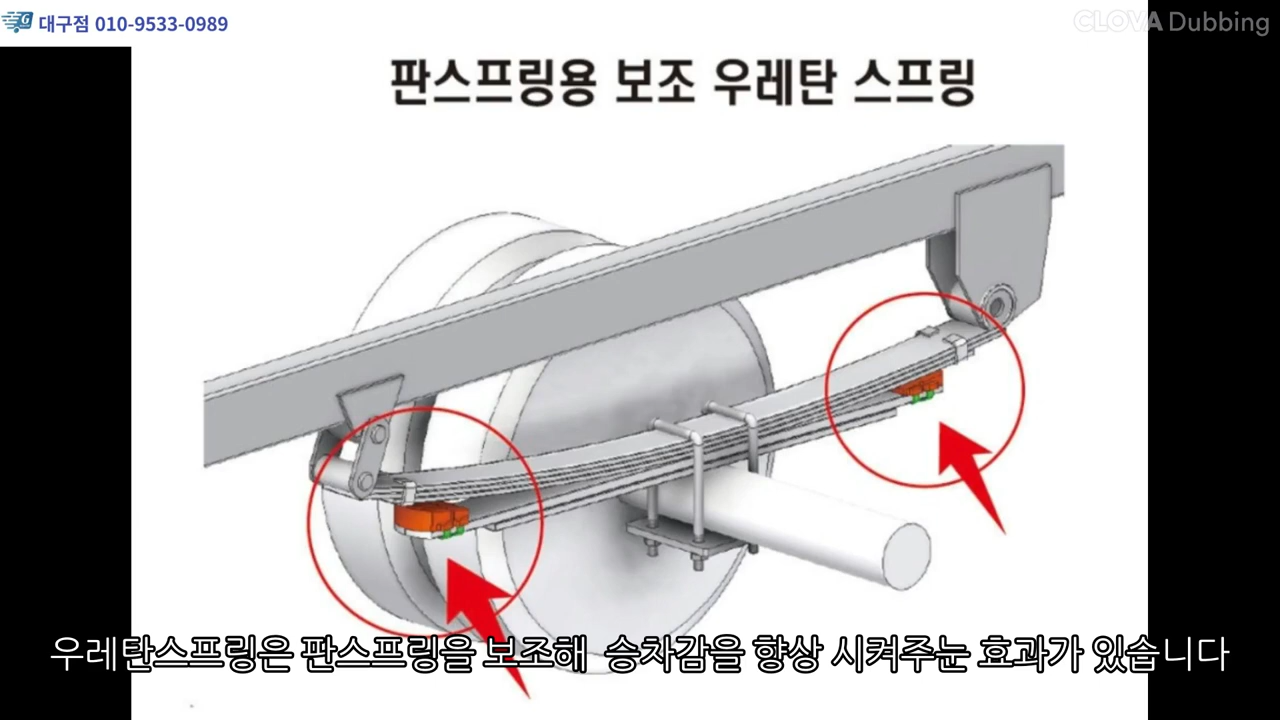 대구점 010-9533-0989
CLOVA Dubbing
판스프링용 보조 우레탄 스프링
우레탄스프링은 판스프링을 보조해 승차감을 향상 시켜주눈 효과가 있습니다